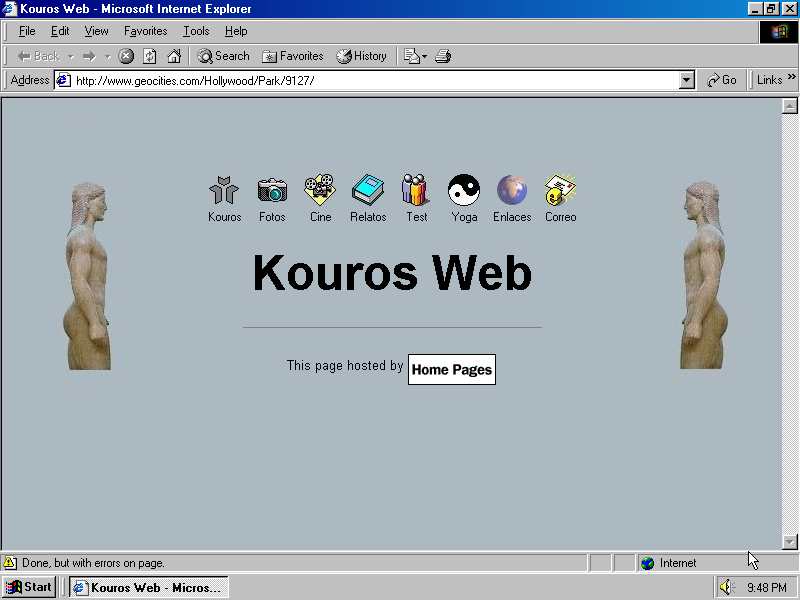 Kouros Web - Microsoft Internet Explorer
File Edit View Favorites Tools Help
Back Search Favorites History
Address http://www.geocities.com/Hollywood/Park/9127/ Go Links »
Kouros Fotos Cine Relatos Test Yoga Enlaces Correo
Kouros Web
This page hosted by Home Pages
Done, but with errors on page. Internet
Start Kouros Web - Micros... 9:48 PM